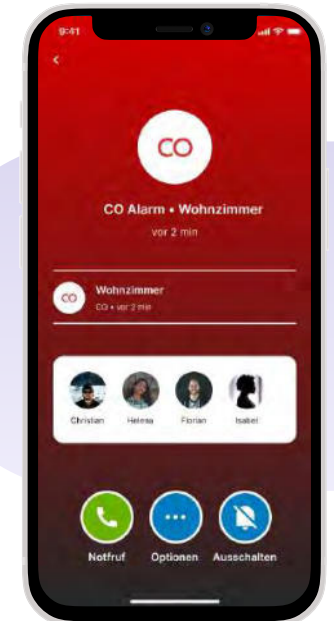 9:41
CO
CO Alarm • Wohnzimmer
vor 2 min
CO
Wohnzimmer
CO • vor 2 min
Christian Helena Florian Isabel
Notfruf Optionen Ausschalten